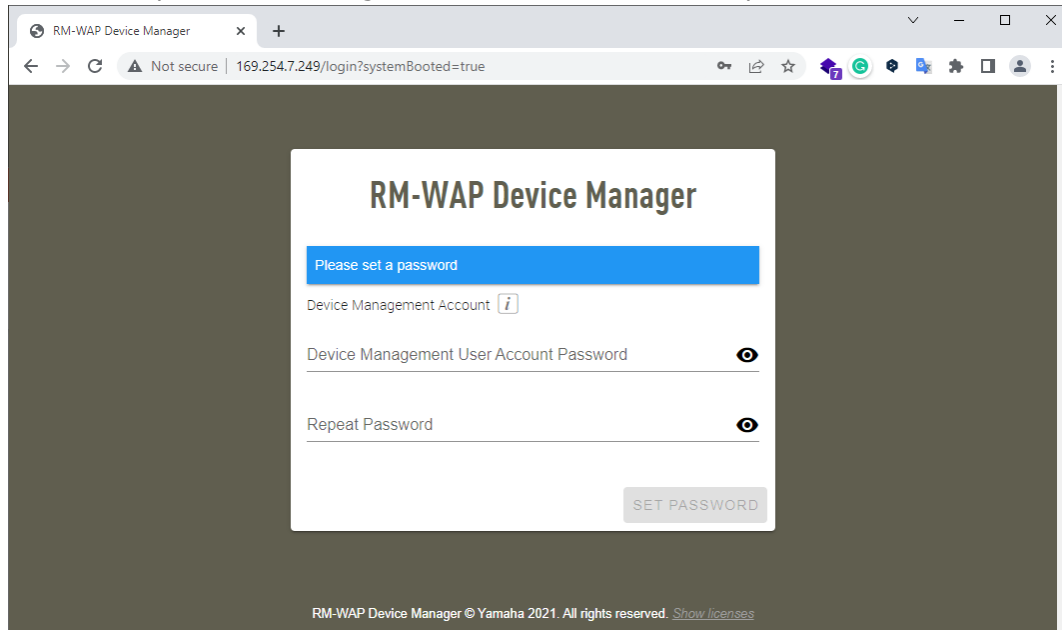 RM-WAP Device Manager
Not secure | 169.254.7.249/login?systemBooted=true
7
RM-WAP Device Manager
Please set a password
Device Management Account i
Device Management User Account Password
Repeat Password
SET PASSWORD
RM-WAP Device Manager © Yamaha 2021. All rights reserved. Show licenses